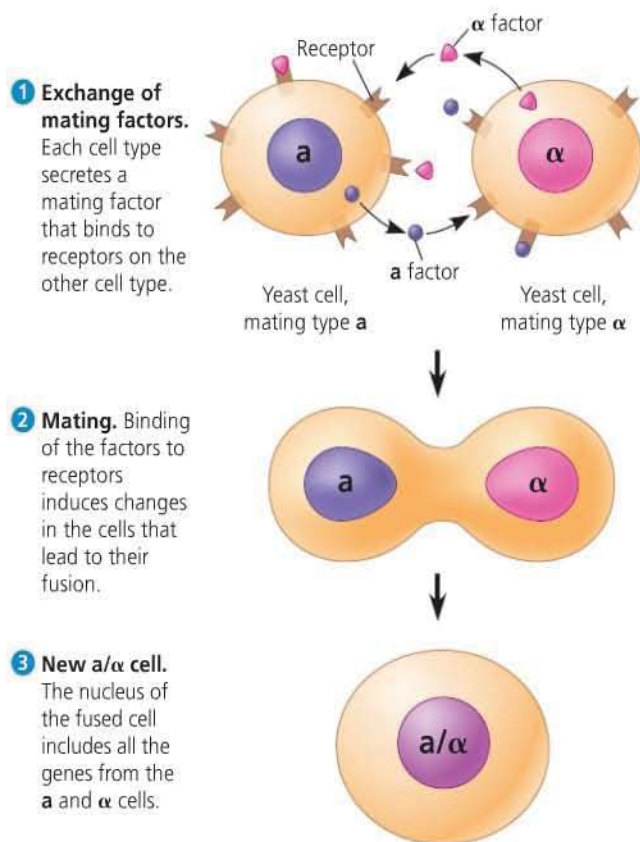 α factor
Receptor
1 Exchange of
mating factors.
Each cell type
secretes a
mating factor
that binds to
receptors on the
other cell type.
a
α
a factor
Yeast cell,
mating type a
Yeast cell,
mating type α
2 Mating. Binding
of the factors to
receptors
induces changes
in the cells that
lead to their
fusion.
a
α
3 New a/α cell.
The nucleus of
the fused cell
includes all the
genes from the
a and α cells.
a/α